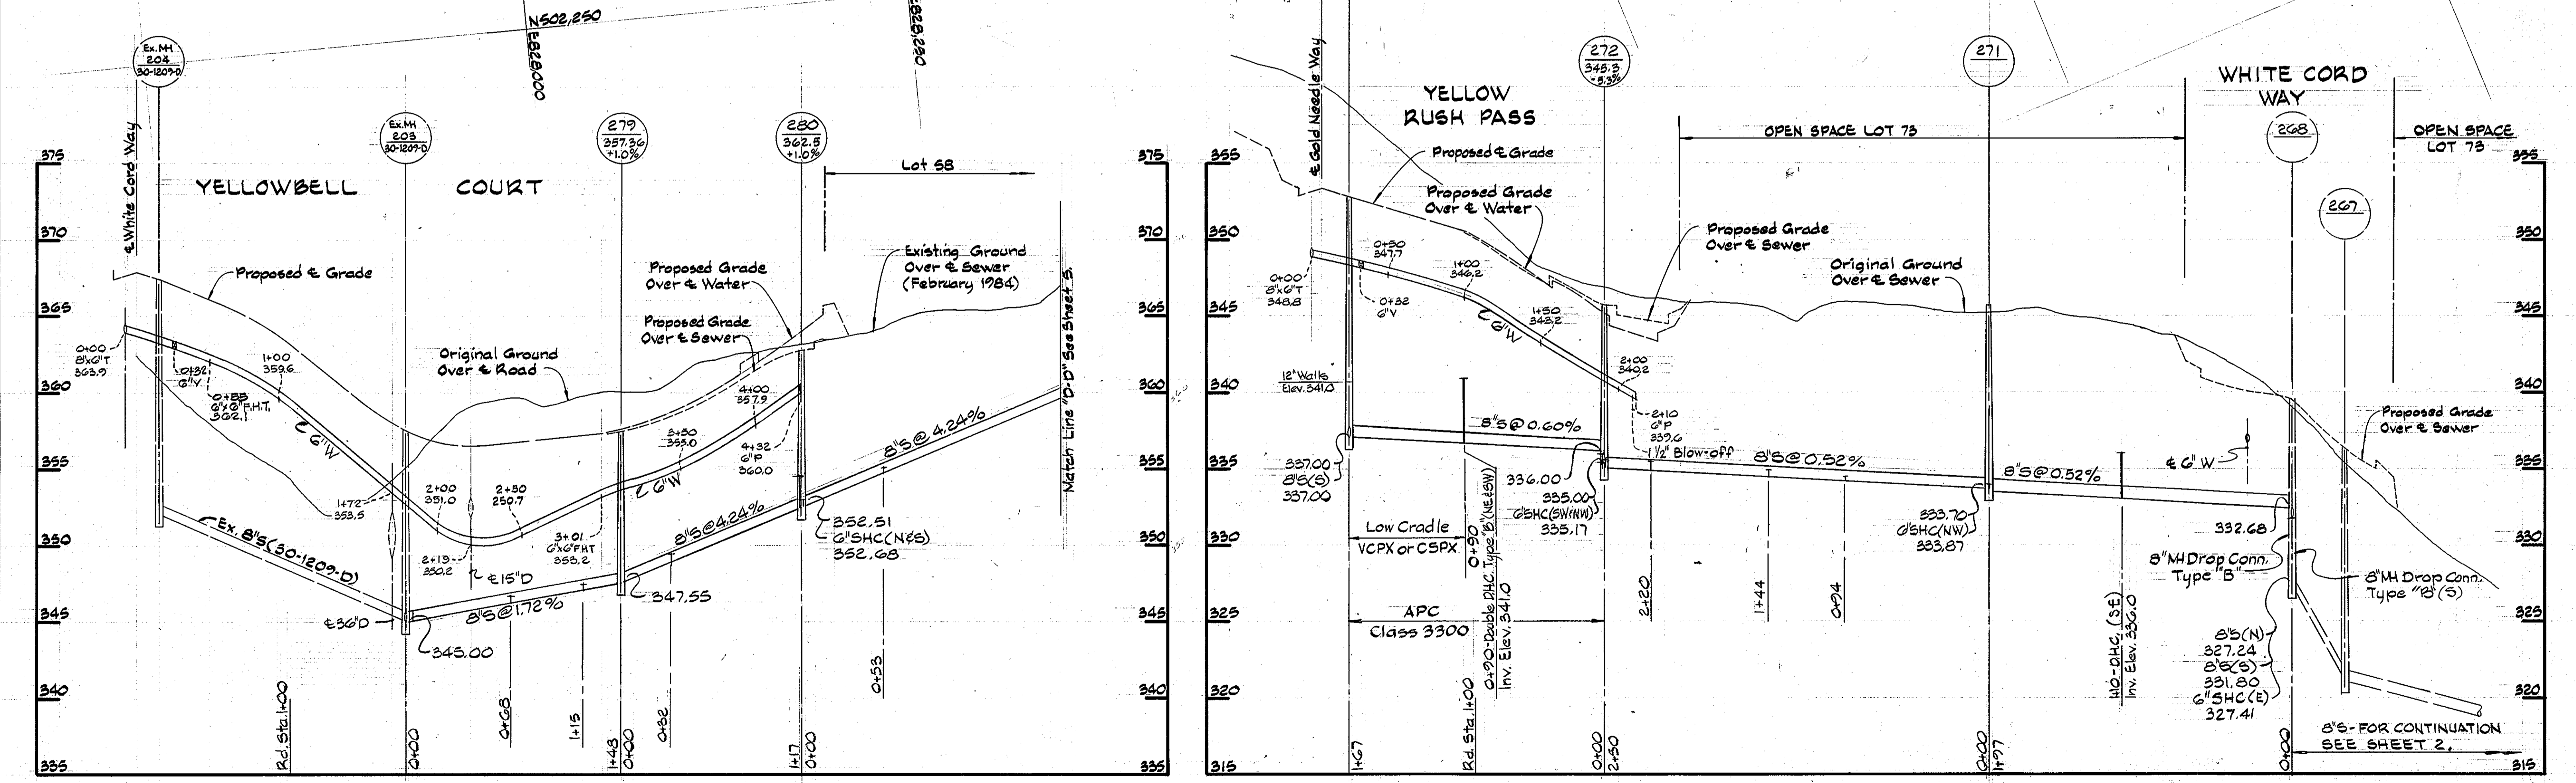 N502,250
E828,000
E828,250
Ex.MH
204
30-1209-D
Ex.MH
203
30-1209-D
279
357.36
+1.0%
280
362.5
+1.0%
℄ White Cord Way
YELLOWBELL COURT
Lot 58
375
370
365
360
355
350
345
340
335
Proposed ℄ Grade
Original Ground
Over ℄ Road
Proposed Grade
Over ℄ Water
Proposed Grade
Over ℄ Sewer
Existing Ground
Over ℄ Sewer
(February 1984)
Match Line "D-D" See Sheet 5.
0+00
8"x6"T
363.9
0+32
6"V
6"x6"F.H.T.
362.1
1+00
359.6
℄ 6"W
1+72
353.5
2+00
351.0
2+50
250.7
2+19
350.2
℄ 15"D
3+01
6"x6"F.H.T
353.2
3+50
355.0
℄ 6"W
4+00
357.9
4+32
6"P
360.0
Ex. 8"S(30-1209-D)
℄ 36"D
8"S@1.72%
8"S@4.24%
8"S@ 4.24%
345.00
347.55
352.51
6"SHC(N&S)
352.68
Rd. Sta.1+00
0+00
0+68
1+15
1+48
0+00
0+32
1+17
0+00
0+53
375
370
365
360
355
350
345
340
335
℄ Gold Needle Way
272
345.3
-5.3%
271
268
267
YELLOW
RUSH PASS
WHITE CORD
WAY
OPEN SPACE LOT 73
OPEN SPACE
LOT 73
355
350
345
340
335
330
325
320
315
Proposed ℄ Grade
Proposed Grade
Over ℄ Water
Proposed Grade
Over ℄ Sewer
Original Ground
Over ℄ Sewer
Proposed Grade
Over ℄ Sewer
0+00
8"x6"T
348.8
0+50
347.7
0+32
6"V
1+00
346.2
℄ 6"W
1+50
343.2
2+00
340.2
2+10
6"P
339.6
1 1/2" Blow-off
12" Walls
Elev. 341.0
8"S@0.60%
8"S@0.52%
8"S@0.52%
℄ 6"W
337.00
8"S(S)
337.00
336.00
335.00
6"SHC(SW&NW)
335.17
333.70
6"SHC(NW)
333.87
332.68
8"MH Drop Conn.
Type "B"
8"MH Drop Conn.
Type "B"(S)
8"S(N)
327.24
8"S(S)
331.80
6"SHC(E)
327.41
Low Cradle
VCPX or CSPX
APC
Class 3300
0+90
0+90-Double D.H.C. Type "B"(NE&SW)
Inv. Elev. 341.0
Rd. Sta. 1+00
1+67
0+00
2+50
2+20
1+44
0+94
0+00
1+97
D.H.C. (SE)
Inv. Elev. 336.0
0+00
8"S-FOR CONTINUATION
SEE SHEET 2.
355
350
345
340
335
330
325
320
315